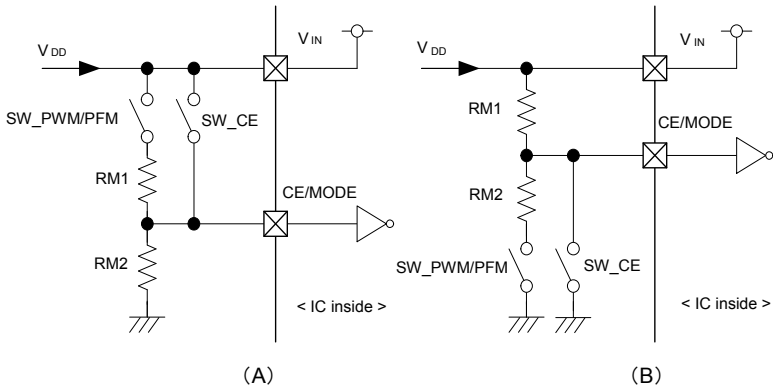 V DD
V IN
SW_PWM/PFM
SW_CE
RM1
CE/MODE
RM2
< IC inside >
(A)
V DD
V IN
RM1
CE/MODE
RM2
SW_PWM/PFM
SW_CE
< IC inside >
(B)